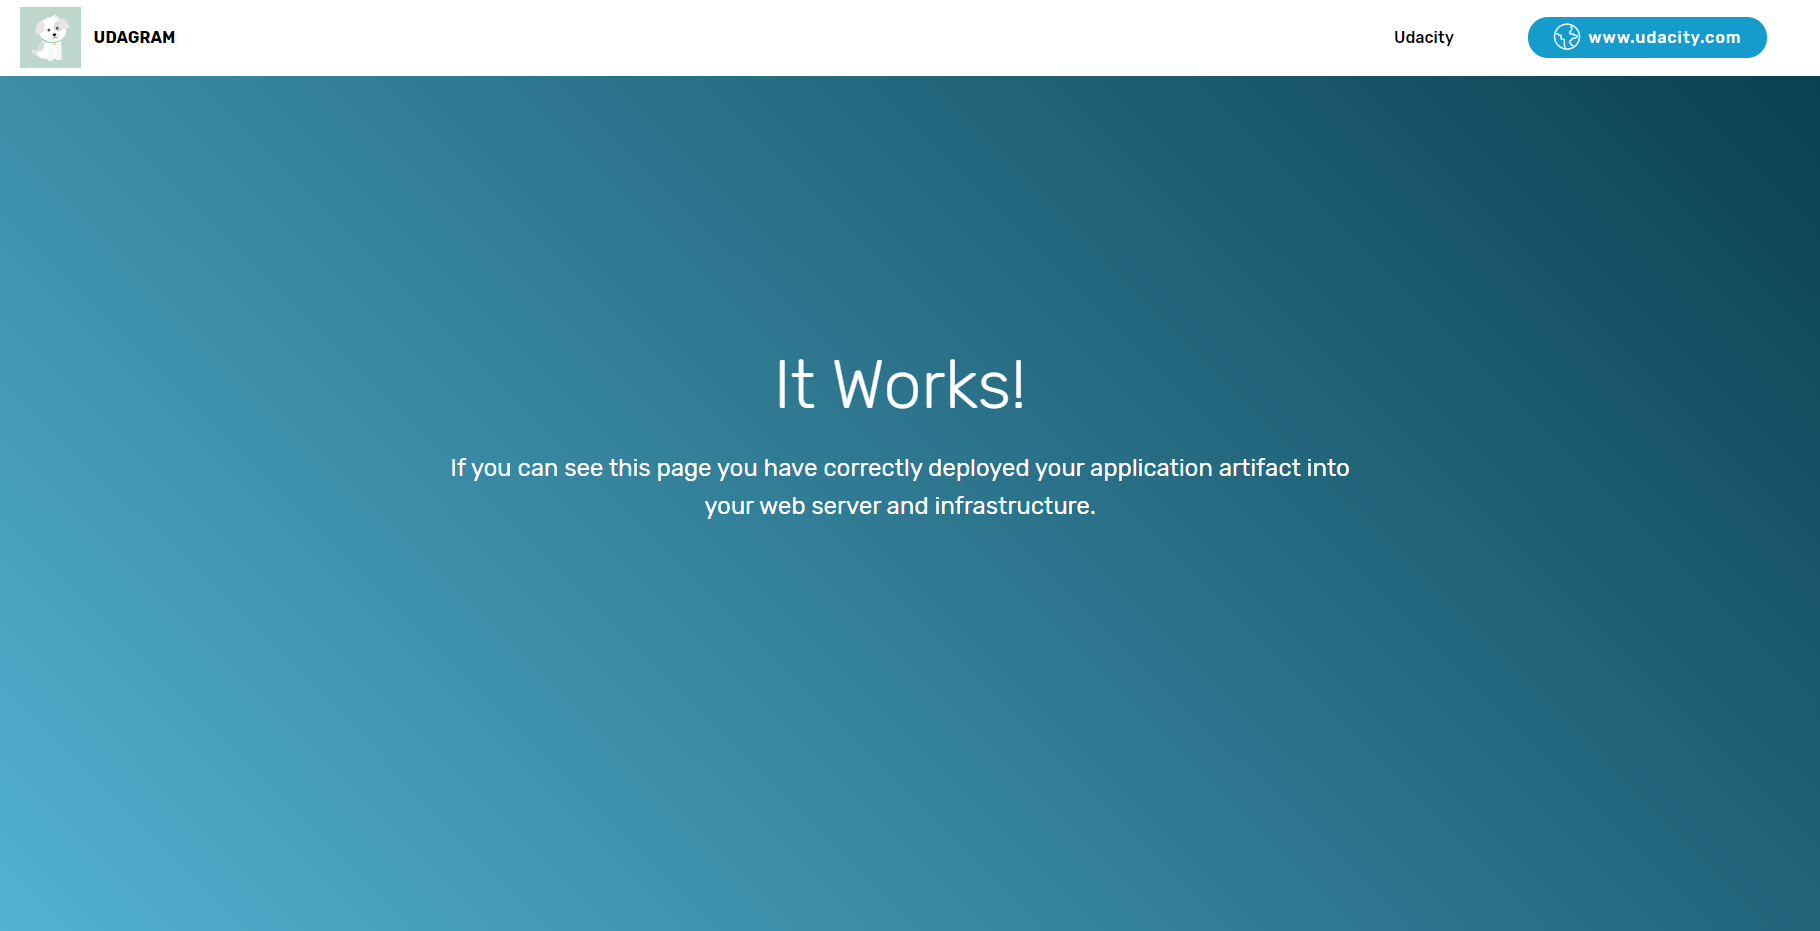 UDAGRAM
Udacity
www.udacity.com
It Works!
If you can see this page you have correctly deployed your application artifact into
your web server and infrastructure.